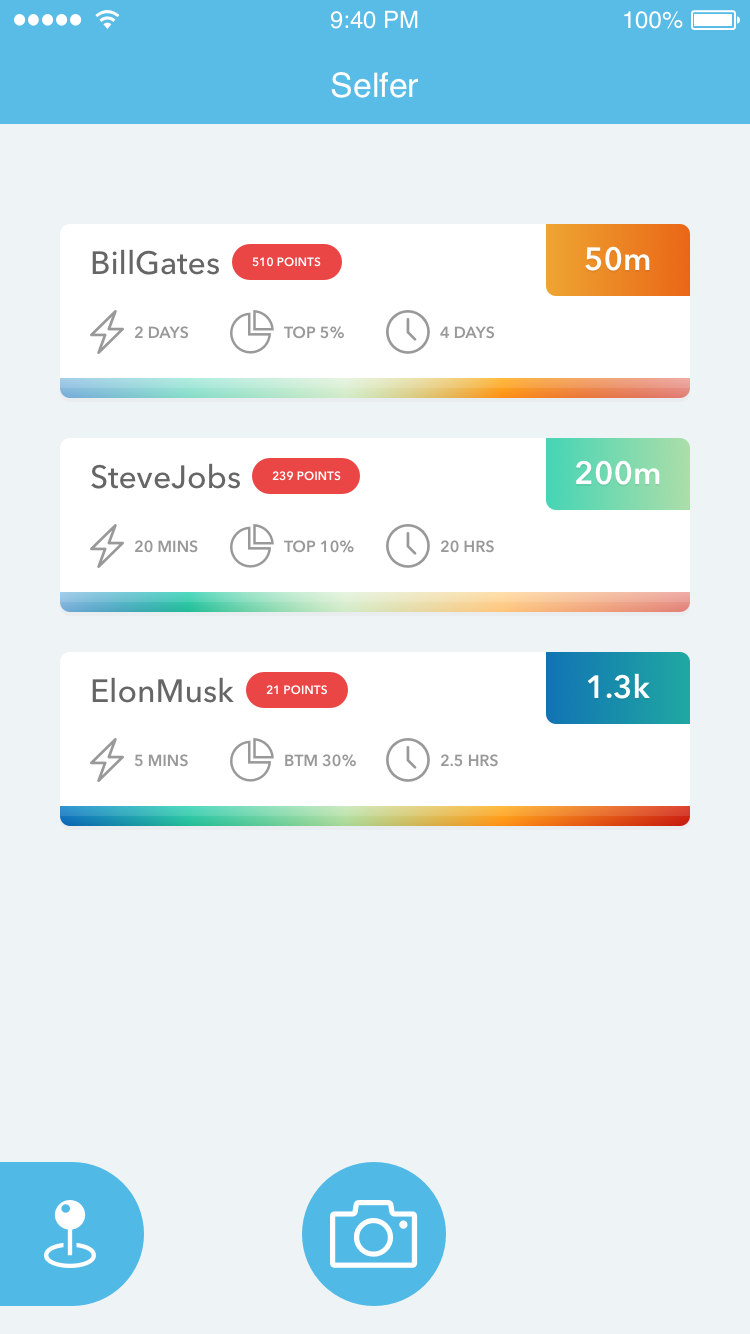 9:40 PM 100%
Selfer
BillGates 510 POINTS 50m
2 DAYS TOP 5% 4 DAYS
SteveJobs 239 POINTS 200m
20 MINS TOP 10% 20 HRS
ElonMusk 21 POINTS 1.3k
5 MINS BTM 30% 2.5 HRS